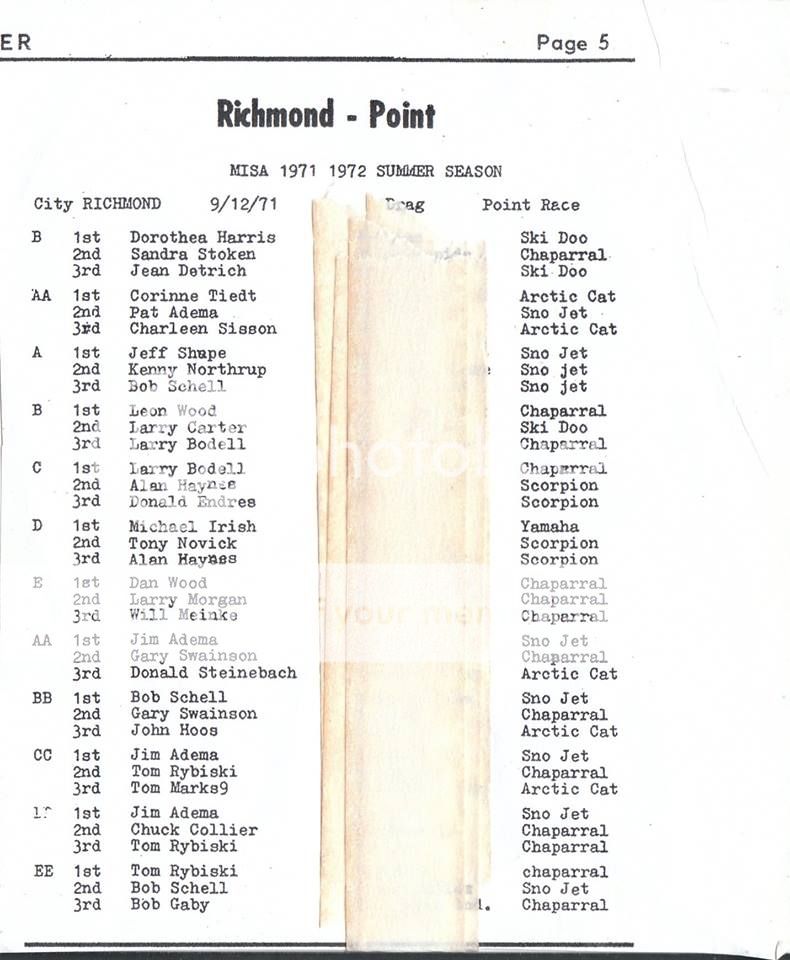 ER Page 5
Richmond - Point
MISA 1971 1972 SUMMER SEASON
City RICHMOND 9/12/71 Drag Point Race
B 1st Dorothea Harris Ski Doo
2nd Sandra Stoken Chaparral
3rd Jean Detrich Ski Doo
AA 1st Corinne Tiedt Arctic Cat
2nd Pat Adema Sno Jet
3rd Charleen Sisson Arctic Cat
A 1st Jeff Shupe Sno Jet
2nd Kenny Northrup Sno jet
3rd Bob Schell Sno jet
B 1st Leon Wood Chaparral
2nd Larry Carter Ski Doo
3rd Larry Bodell Chaparral
C 1st Larry Bodell Chaparral
2nd Alan Haynes Scorpion
3rd Donald Endres Scorpion
D 1st Michael Irish Yamaha
2nd Tony Novick Scorpion
3rd Alan Haynes Scorpion
E 1st Dan Wood Chaparral
2nd Larry Morgan Chaparral
3rd Will Meinke Chaparral
AA 1st Jim Adema Sno Jet
2nd Gary Swainson Chaparral
3rd Donald Steinebach Arctic Cat
BB 1st Bob Schell Sno Jet
2nd Gary Swainson Chaparral
3rd John Hoos Arctic Cat
CC 1st Jim Adema Sno Jet
2nd Tom Rybiski Chaparral
3rd Tom Marks9 Arctic Cat
1st Jim Adema Sno Jet
2nd Chuck Collier Chaparral
3rd Tom Rybiski Chaparral
EE 1st Tom Rybiski chaparral
2nd Bob Schell Sno Jet
3rd Bob Gaby Chaparral